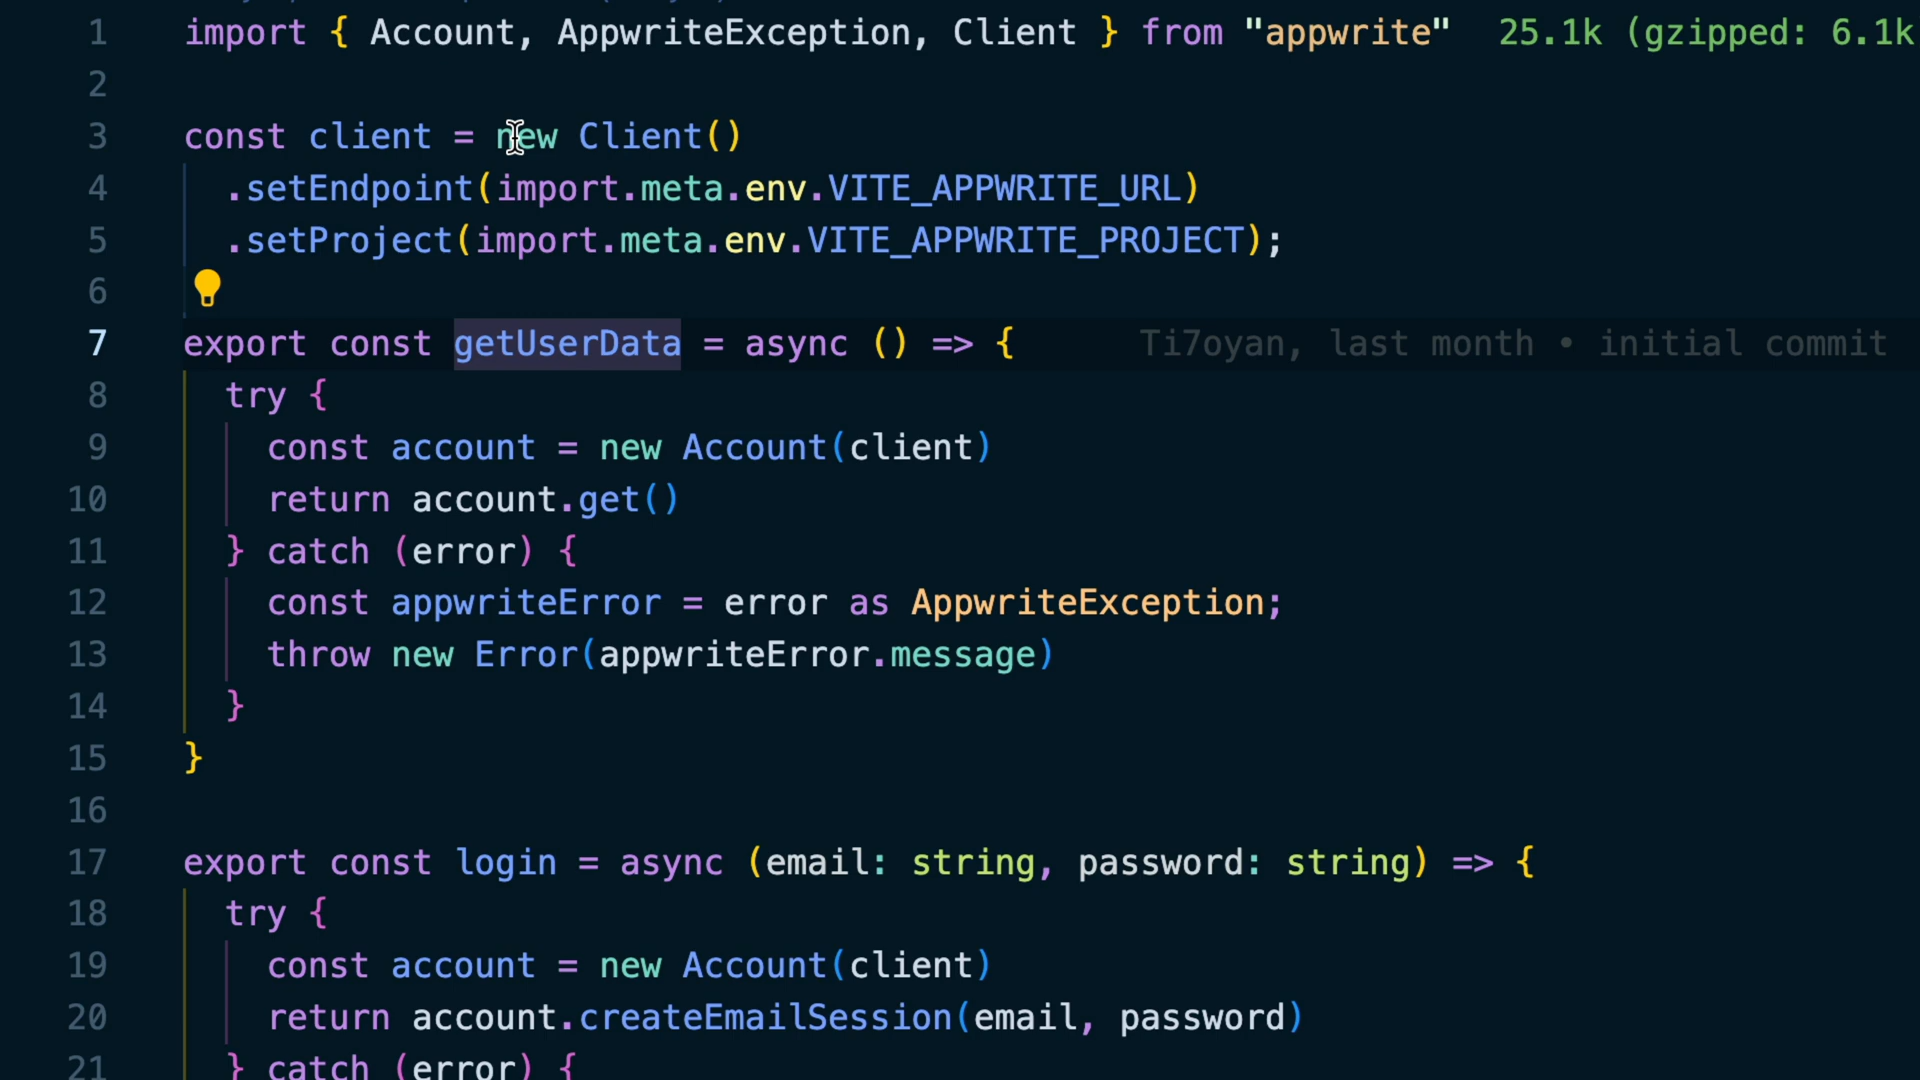 1 import { Account, AppwriteException, Client } from "appwrite" 25.1k (gzipped: 6.1k
2
3 const client = new Client()
4 .setEndpoint(import.meta.env.VITE_APPWRITE_URL)
5 .setProject(import.meta.env.VITE_APPWRITE_PROJECT);
6
7 export const getUserData = async () => { Ti7oyan, last month • initial commit
8 try {
9 const account = new Account(client)
10 return account.get()
11 } catch (error) {
12 const appwriteError = error as AppwriteException;
13 throw new Error(appwriteError.message)
14 }
15 }
16
17 export const login = async (email: string, password: string) => {
18 try {
19 const account = new Account(client)
20 return account.createEmailSession(email, password)
21 } catch (error) {